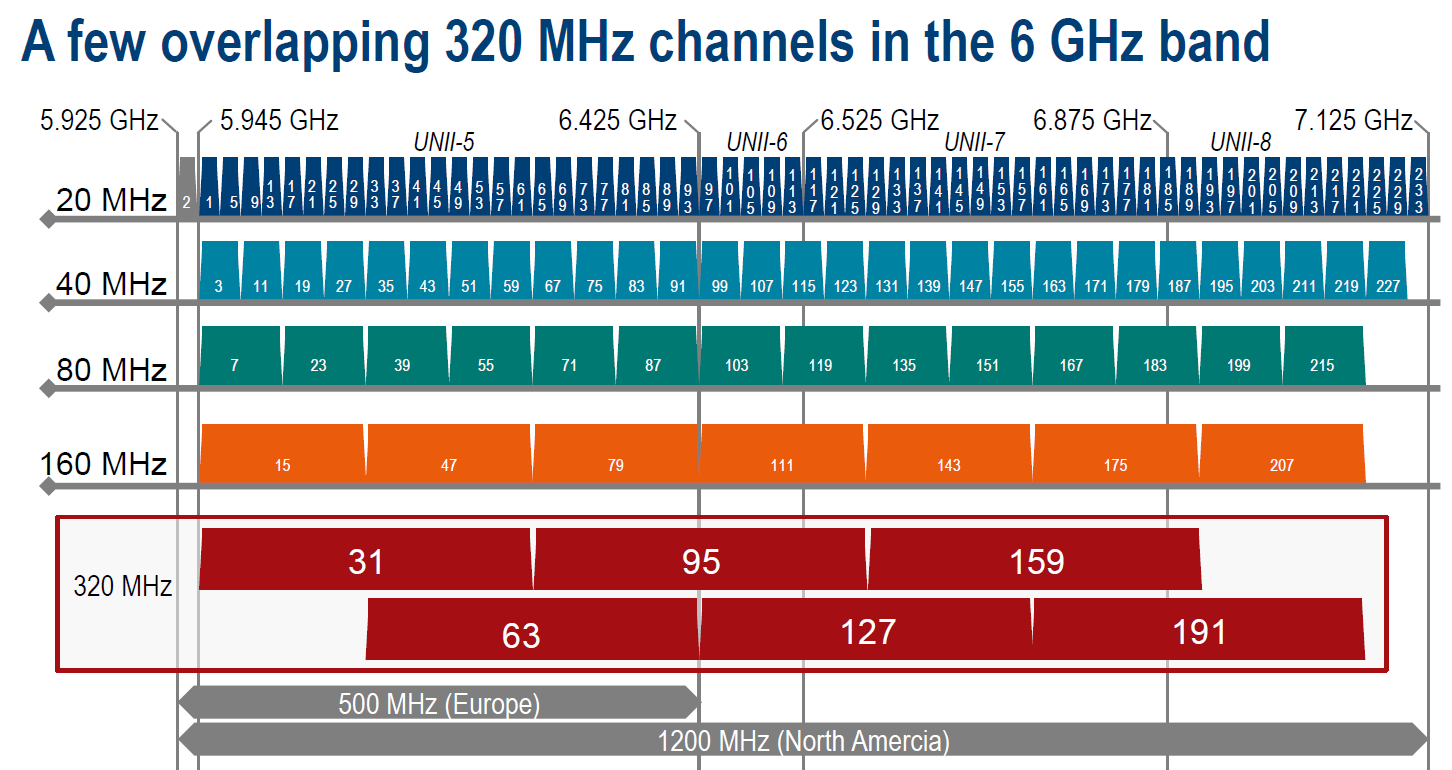 A few overlapping 320 MHz channels in the 6 GHz band
5.925 GHz 5.945 GHz 6.425 GHz 6.525 GHz 6.875 GHz 7.125 GHz
UNII-5 UNII-6 UNII-7 UNII-8
20 MHz 2 1 5 9 13 17 21 25 29 33 37 41 45 49 53 57 61 65 69 73 77 81 85 89 93 97 101 105 109 113 117 121 125 129 133 137 141 145 149 153 157 161 165 169 173 177 181 185 189 193 197 201 205 209 213 217 221 225 229 233
40 MHz 3 11 19 27 35 43 51 59 67 75 83 91 99 107 115 123 131 139 147 155 163 171 179 187 195 203 211 219 227
80 MHz 7 23 39 55 71 87 103 119 135 151 167 183 199 215
160 MHz 15 47 79 111 143 175 207
320 MHz
31 95 159
63 127 191
500 MHz (Europe)
1200 MHz (North Amercia)